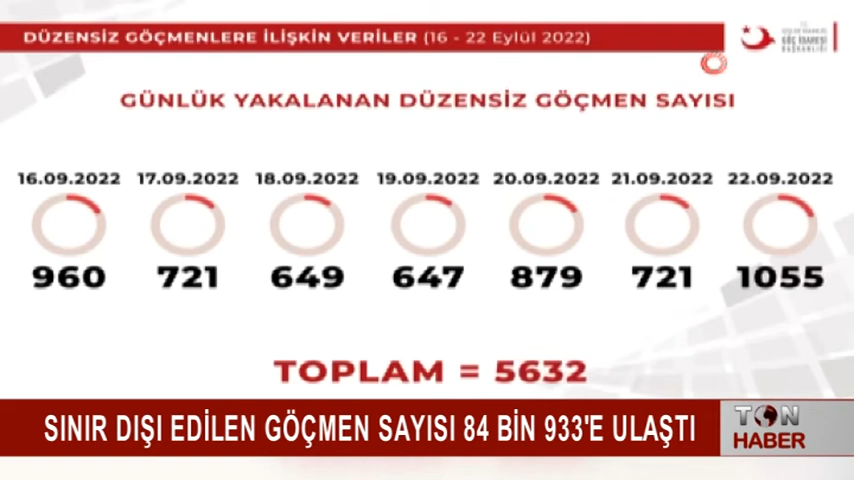 DÜZENSİZ GÖÇMENLERE İLİŞKİN VERİLER (16 - 22 Eylül 2022)
GÖÇ İDARESİ
BAŞKANLIĞI
GÜNLÜK YAKALANAN DÜZENSİZ GÖÇMEN SAYISI
16.09.2022 17.09.2022 18.09.2022 19.09.2022 20.09.2022 21.09.2022 22.09.2022
960 721 649 647 879 721 1055
TOPLAM = 5632
SINIR DIŞI EDİLEN GÖÇMEN SAYISI 84 BİN 933'E ULAŞTI
TON
HABER